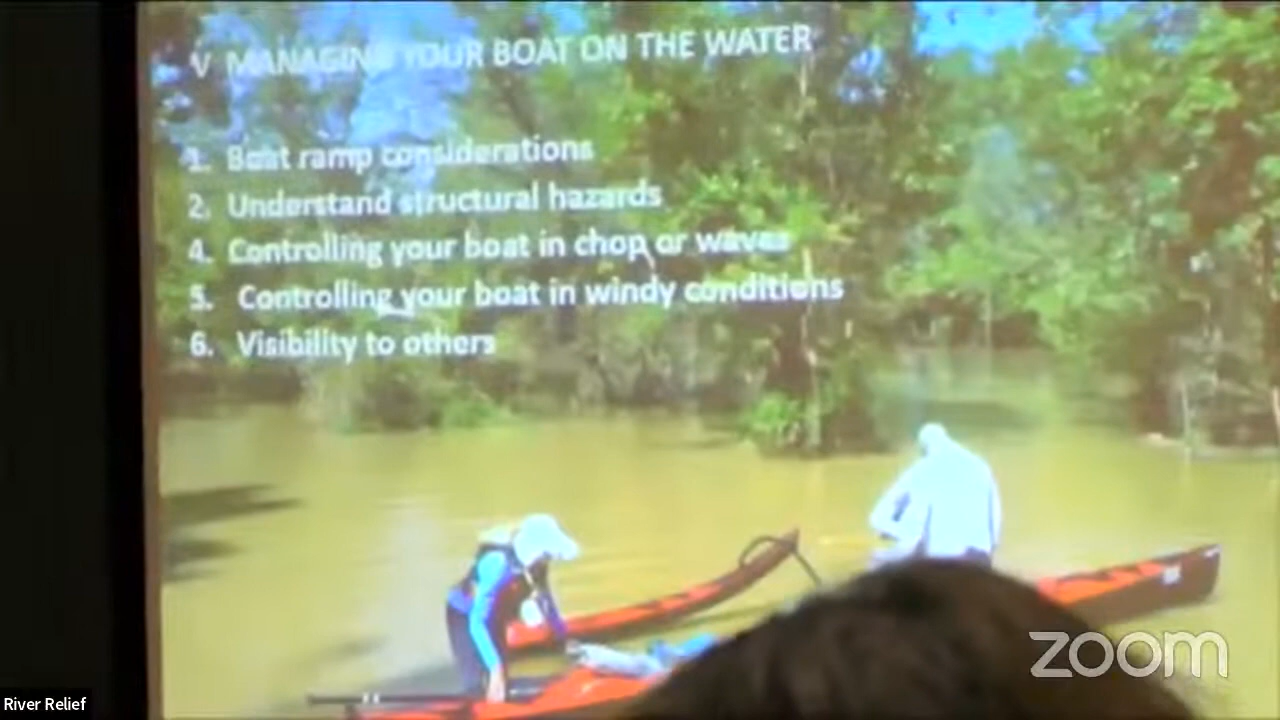 V MANAGING YOUR BOAT ON THE WATER
1. Boat ramp considerations
2. Understand structural hazards
4. Controlling your boat in chop or waves
5. Controlling your boat in windy conditions
6. Visibility to others
zoom
River Relief